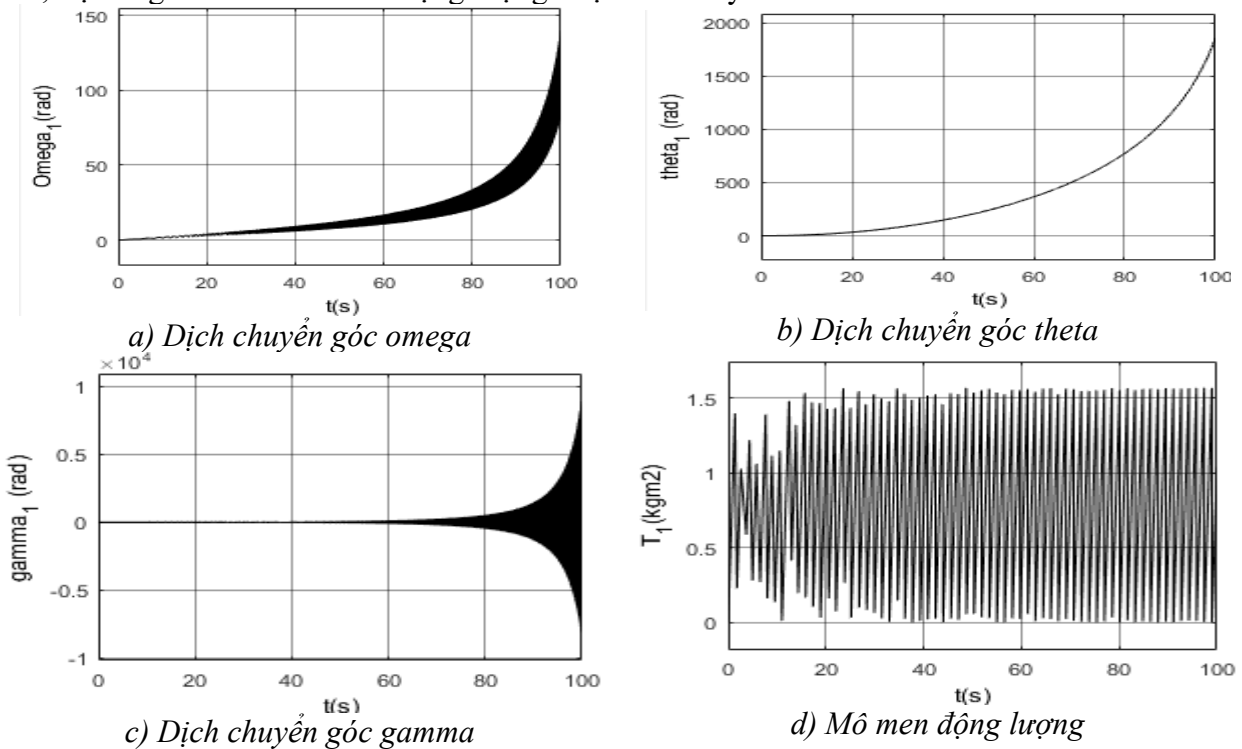 150
100
50
0
Omega₁(rad)
0 20 40 60 80 100
t(s)
a) Dịch chuyển góc omega
2000
1500
1000
500
0
theta₁ (rad)
0 20 40 60 80 100
t(s)
b) Dịch chuyển góc theta
×10⁴
1
0.5
0
-0.5
-1
gamma₁ (rad)
0 20 40 60 80 100
t(s)
c) Dịch chuyển góc gamma
1.5
1
0.5
0
T₁(kgm2)
0 20 40 60 80 100
t(s)
d) Mô men động lượng